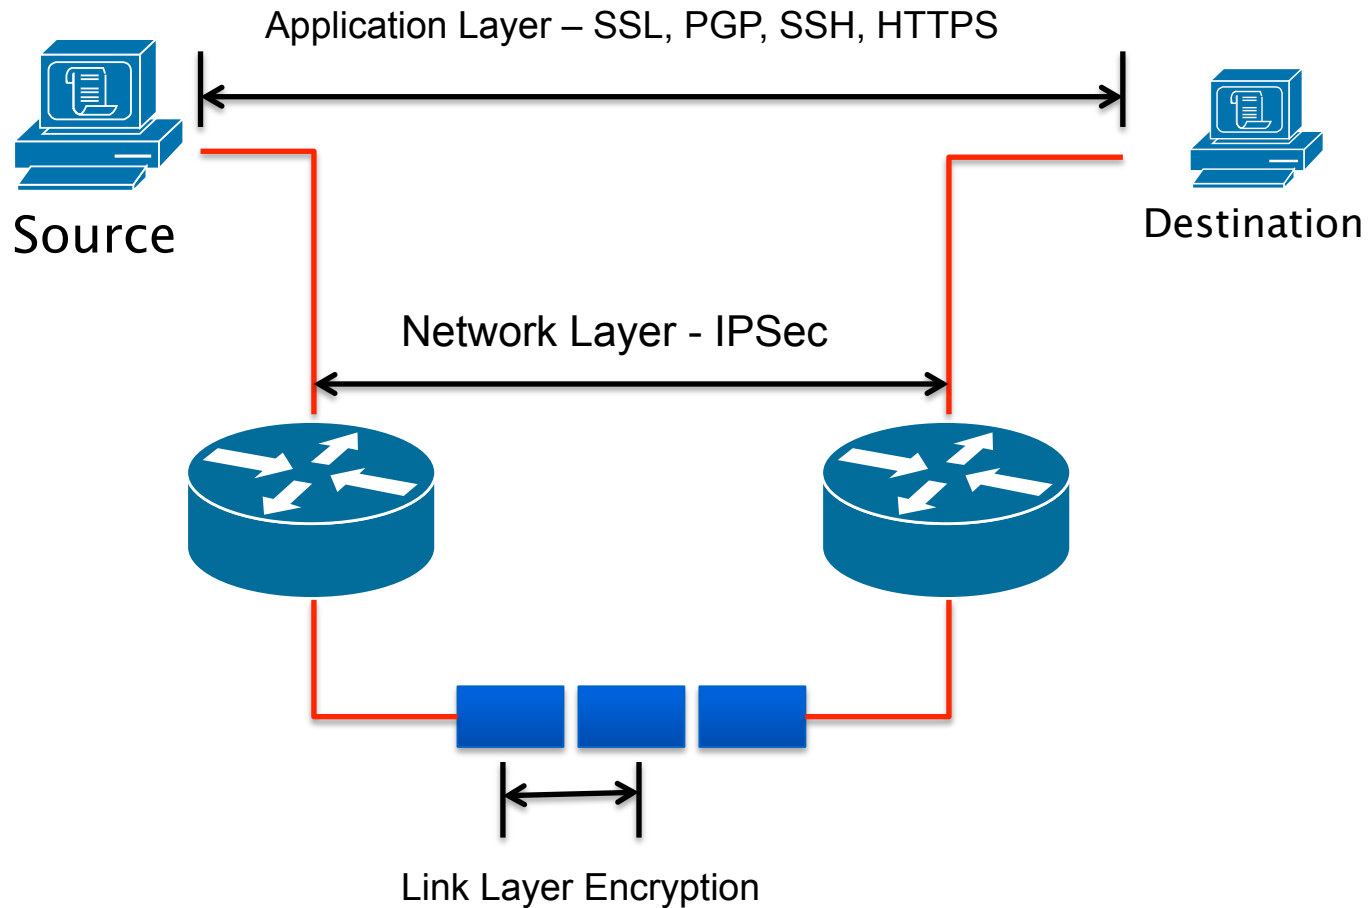 Application Layer – SSL, PGP, SSH, HTTPS
Source
Destination
Network Layer - IPSec
Link Layer Encryption